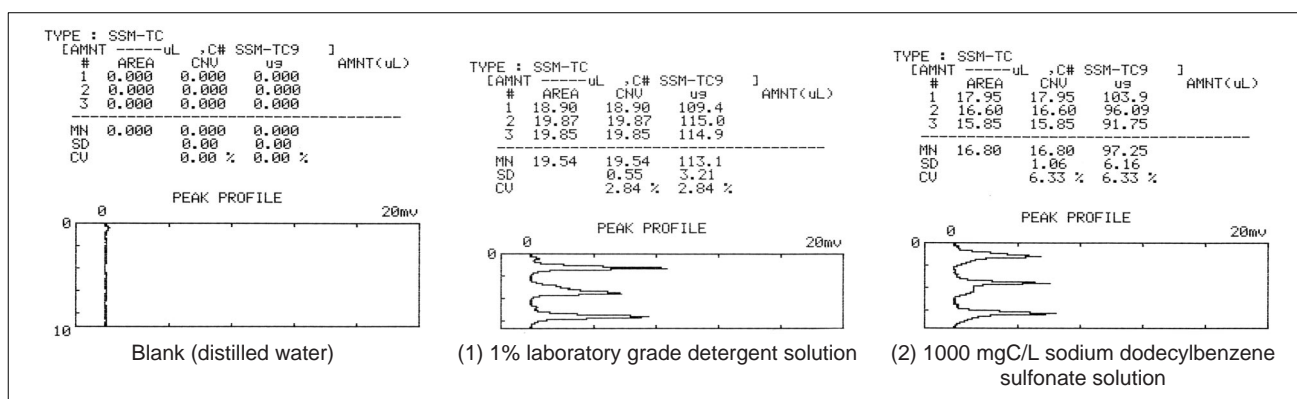 TYPE : SSM-TC
[AMNT -----uL ,C# SSM-TC9 ]
# AREA CNV ug AMNT(uL)
1 0.000 0.000 0.000
2 0.000 0.000 0.000
3 0.000 0.000 0.000
MN 0.000 0.000 0.000
SD 0.00 0.00
CV 0.00 % 0.00 %
PEAK PROFILE
0 20mv
0
10
Blank (distilled water)
TYPE : SSM-TC
[AMNT -----uL ,C# SSM-TC9 ]
# AREA CNV ug AMNT(uL)
1 18.90 18.90 109.4
2 19.87 19.87 115.0
3 19.85 19.85 114.9
MN 19.54 19.54 113.1
SD 0.55 3.21
CV 2.84 % 2.84 %
PEAK PROFILE
0 20mv
0
(1) 1% laboratory grade detergent solution
TYPE : SSM-TC
[AMNT -----uL ,C# SSM-TC9 ]
# AREA CNV ug AMNT(uL)
1 17.95 17.95 103.9
2 16.60 16.60 96.09
3 15.85 15.85 91.75
MN 16.80 16.80 97.25
SD 1.06 6.16
CV 6.33 % 6.33 %
PEAK PROFILE
0 20mv
0
(2) 1000 mgC/L sodium dodecylbenzene
sulfonate solution